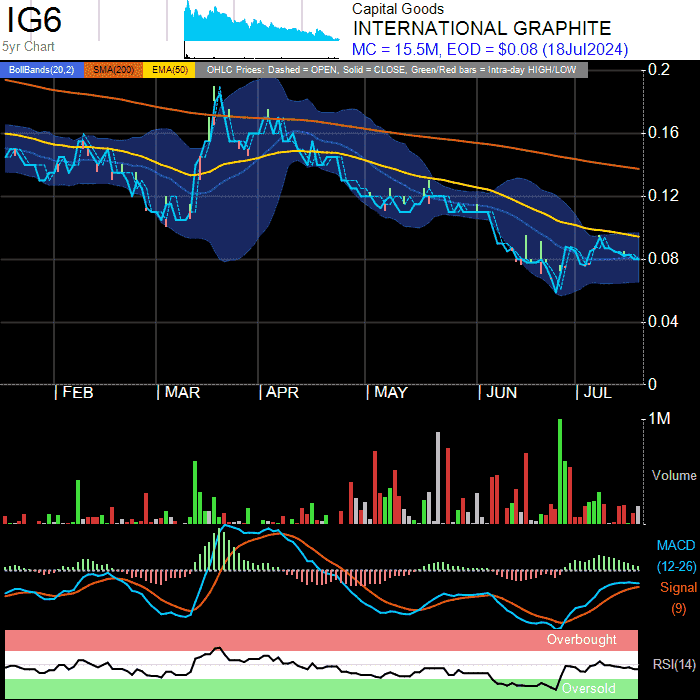 IG6
5yr Chart
Capital Goods
INTERNATIONAL GRAPHITE
MC = 15.5M, EOD = $0.08 (18Jul2024)
BollBands(20,2) SMA(200) EMA(50) OHLC Prices: Dashed = OPEN, Solid = CLOSE, Green/Red bars = Intra-day HIGH/LOW
0.2
0.16
0.12
0.08
0.04
0
FEB MAR APR MAY JUN JUL
1M
Volume
MACD
(12-26)
Signal
(9)
Overbought
RSI(14)
Oversold